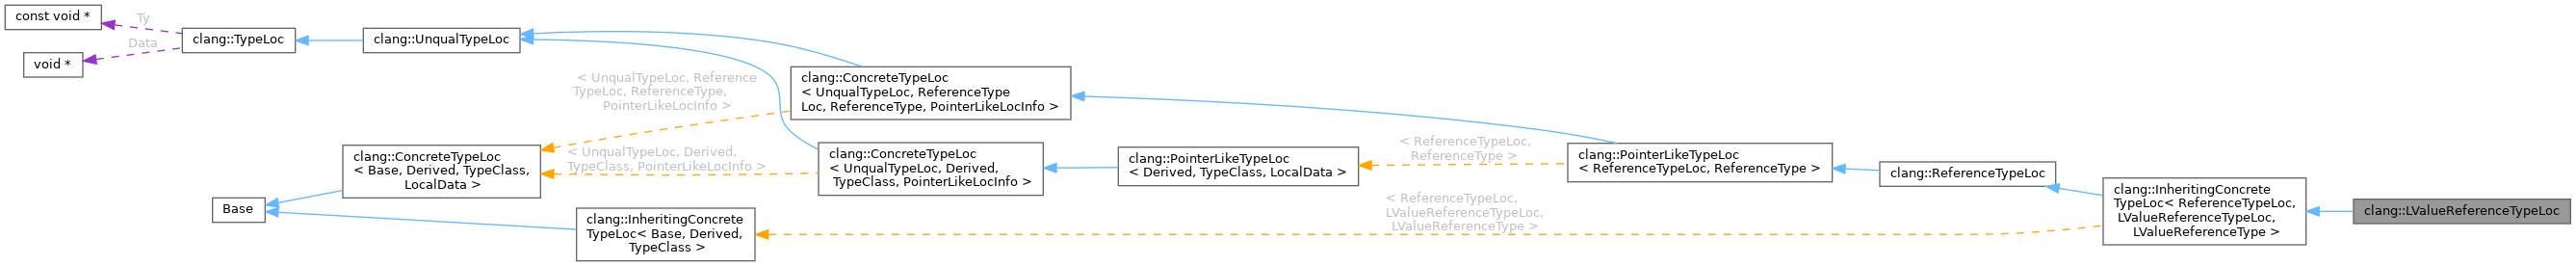 const void *
Ty
Data
void *
clang::TypeLoc
clang::UnqualTypeLoc
< UnqualTypeLoc, Reference
TypeLoc, ReferenceType,
PointerLikeLocInfo >
clang::ConcreteTypeLoc
< UnqualTypeLoc, ReferenceType
Loc, ReferenceType, PointerLikeLocInfo >
clang::ConcreteTypeLoc
< Base, Derived, TypeClass,
LocalData >
< UnqualTypeLoc, Derived,
TypeClass, PointerLikeLocInfo >
clang::ConcreteTypeLoc
< UnqualTypeLoc, Derived,
TypeClass, PointerLikeLocInfo >
clang::PointerLikeTypeLoc
< Derived, TypeClass, LocalData >
< ReferenceTypeLoc,
ReferenceType >
clang::PointerLikeTypeLoc
< ReferenceTypeLoc, ReferenceType >
clang::ReferenceTypeLoc
Base
clang::InheritingConcrete
TypeLoc< Base, Derived,
TypeClass >
< ReferenceTypeLoc,
LValueReferenceTypeLoc,
LValueReferenceType >
clang::InheritingConcrete
TypeLoc< ReferenceTypeLoc,
LValueReferenceTypeLoc,
LValueReferenceType >
clang::LValueReferenceTypeLoc